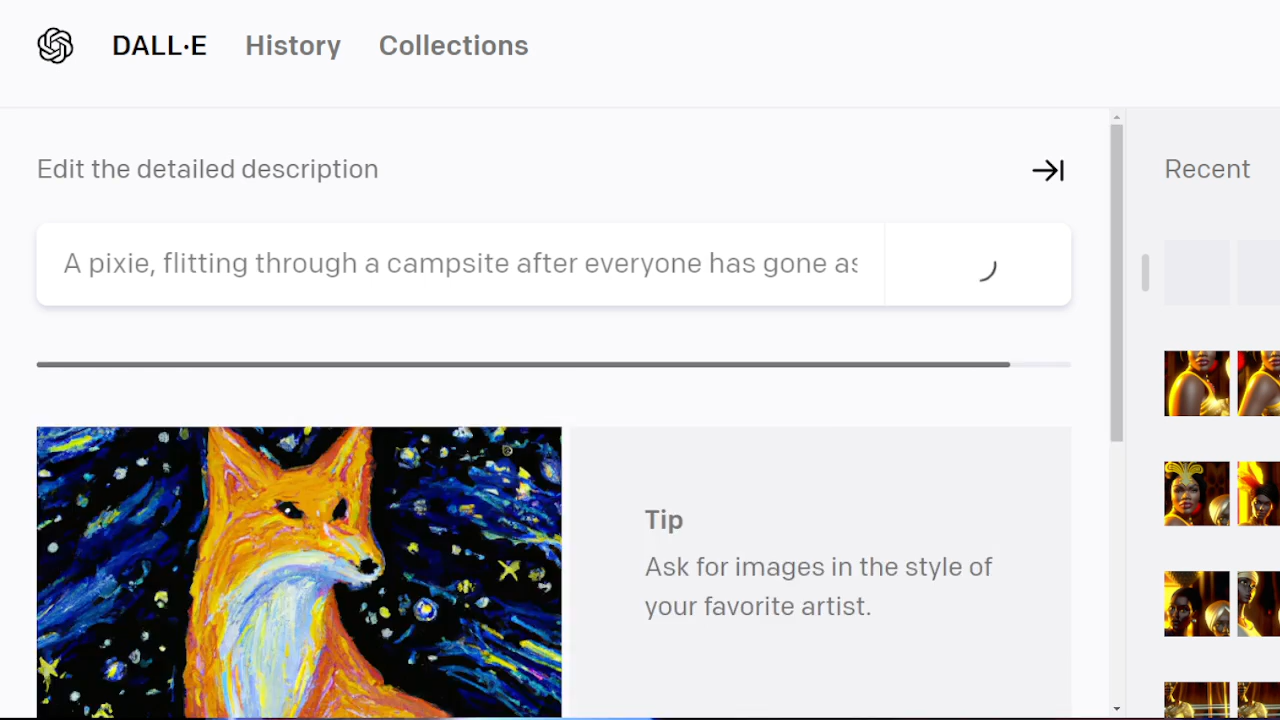 DALL·E History Collections
Edit the detailed description
Recent
A pixie, flitting through a campsite after everyone has gone as
Tip
Ask for images in the style of
your favorite artist.